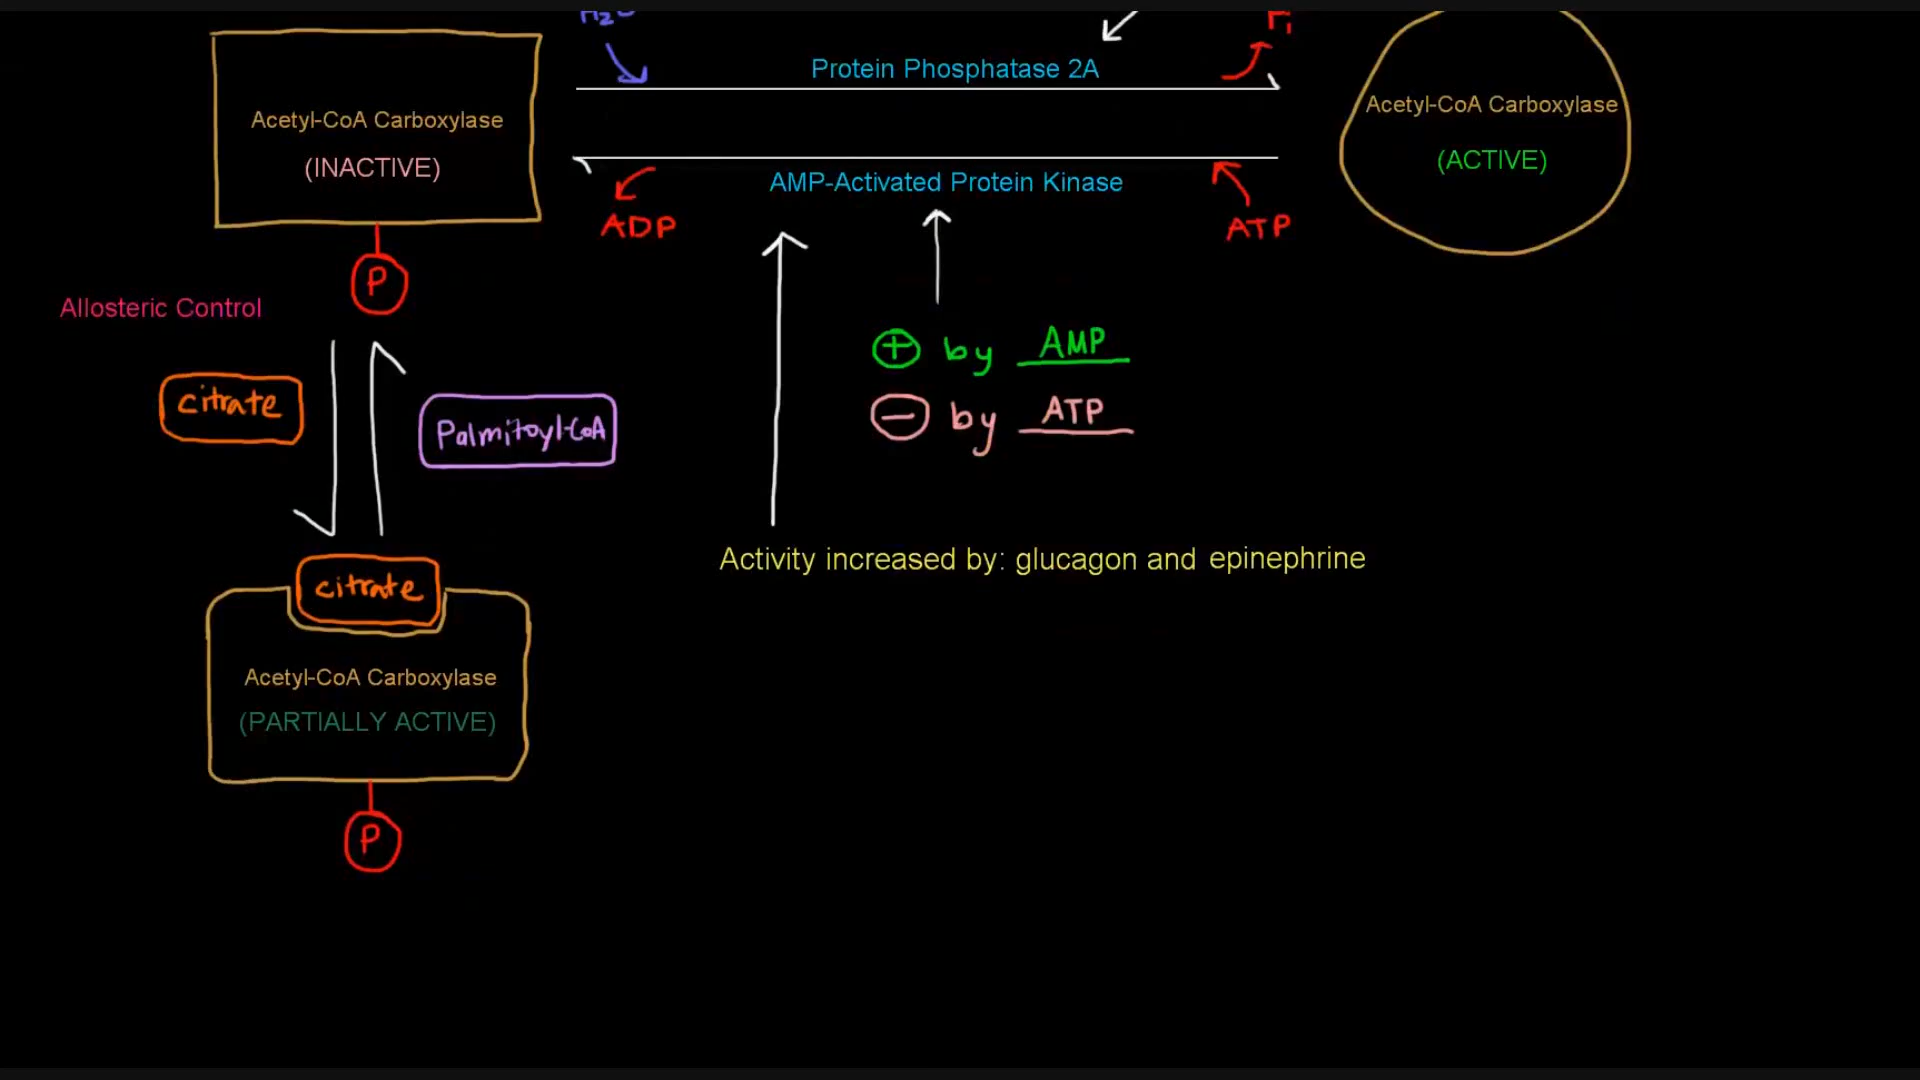 Protein Phosphatase 2A
Acetyl-CoA Carboxylase
(INACTIVE)
Acetyl-CoA Carboxylase
(ACTIVE)
AMP-Activated Protein Kinase
ADP
ATP
P
Allosteric Control
+ by AMP
- by ATP
citrate
Palmitoyl-CoA
Activity increased by: glucagon and epinephrine
citrate
Acetyl-CoA Carboxylase
(PARTIALLY ACTIVE)
P